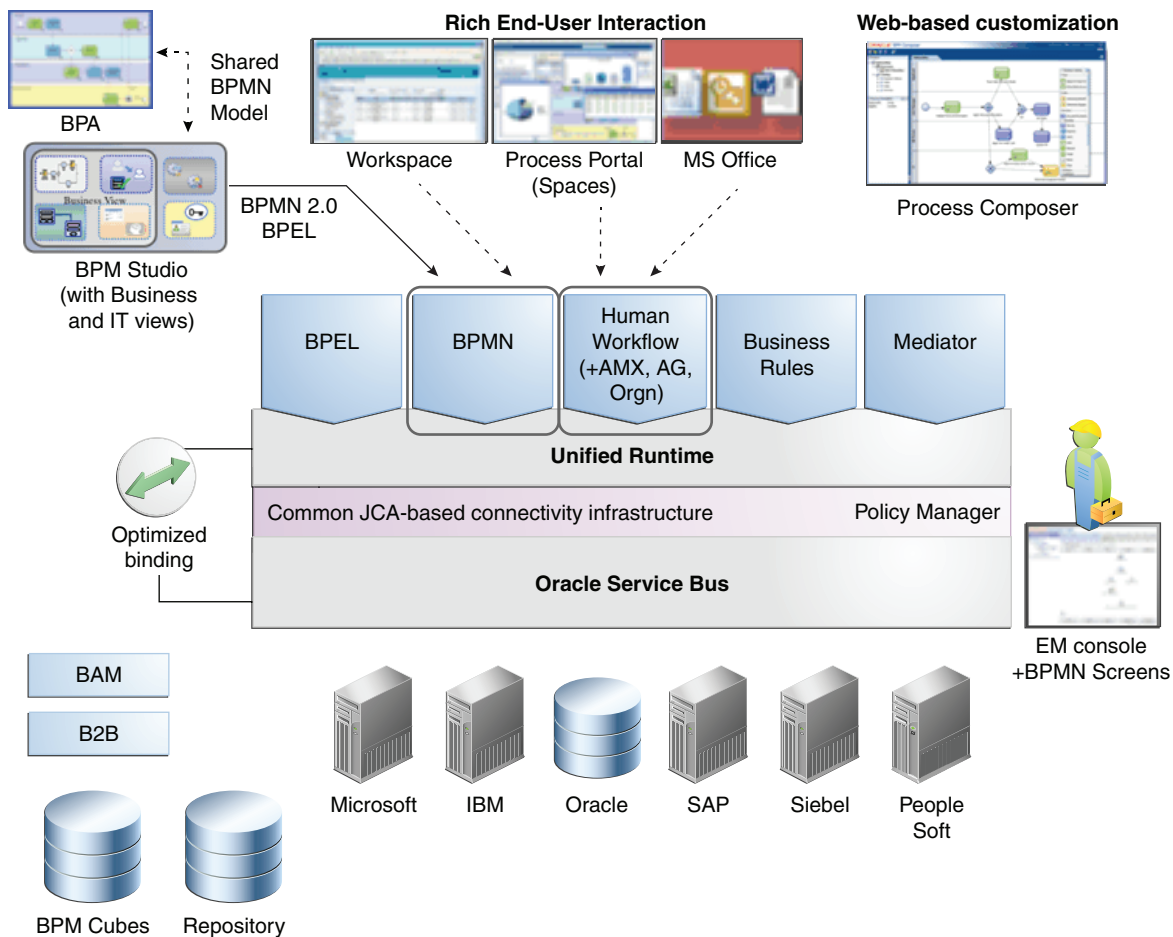 Rich End-User Interaction
Web-based customization
Shared
BPMN
Model
BPA
Workspace
Process Portal
(Spaces)
MS Office
Process Composer
Business View
BPMN 2.0
BPEL
BPM Studio
(with Business
and IT views)
BPEL
BPMN
Human
Workflow
(+AMX, AG,
Orgn)
Business
Rules
Mediator
Unified Runtime
Common JCA-based connectivity infrastructure
Policy Manager
Optimized
binding
Oracle Service Bus
EM console
+BPMN Screens
BAM
B2B
Microsoft
IBM
Oracle
SAP
Siebel
People
Soft
BPM Cubes
Repository